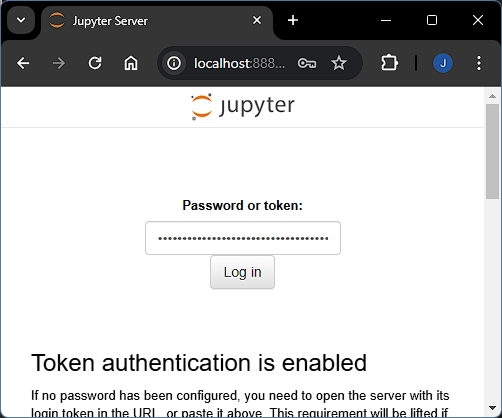 Jupyter Server
localhost:888...
J
jupyter
Password or token:
•••••••••••••••••••••••••••••••••••
Log in
Token authentication is enabled
If no password has been configured, you need to open the server with its
login token in the URL, or paste it above. This requirement will be lifted if